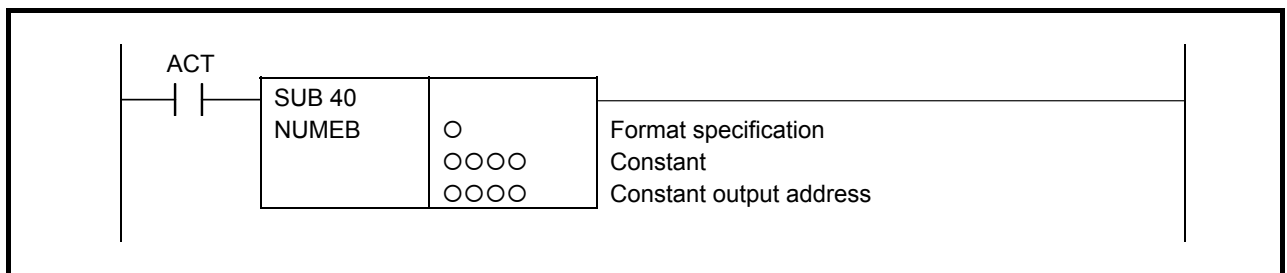 ACT
SUB 40
NUMEB ○ Format specification
○○○○ Constant
○○○○ Constant output address